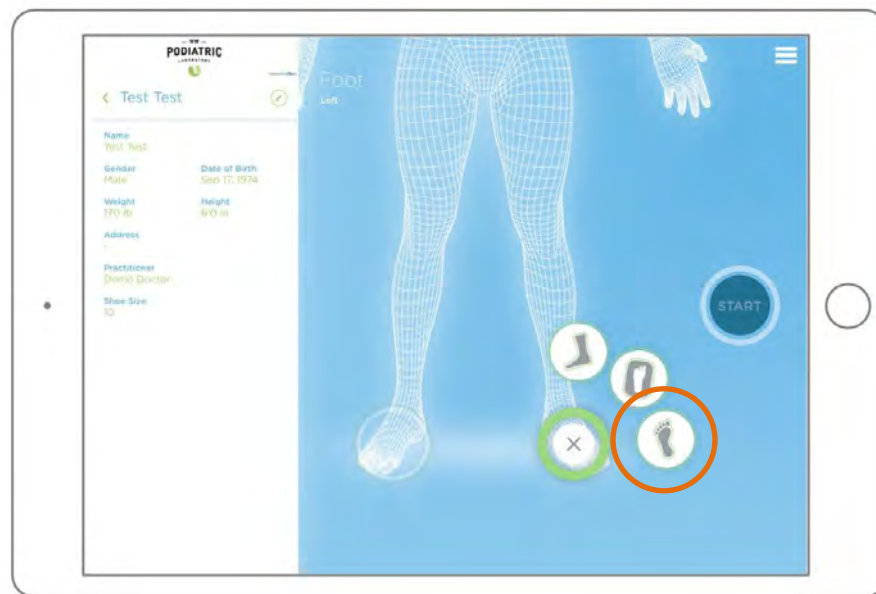 NW
PODIATRIC
LABORATORY
Test Test
Name
Test Test
Gender
Male
Date of Birth
Sep 17, 1974
Weight
170 lb
Height
6'0 in
Address
-
Practitioner
Demo Doctor
Shoe Size
10
Foot
Left
START